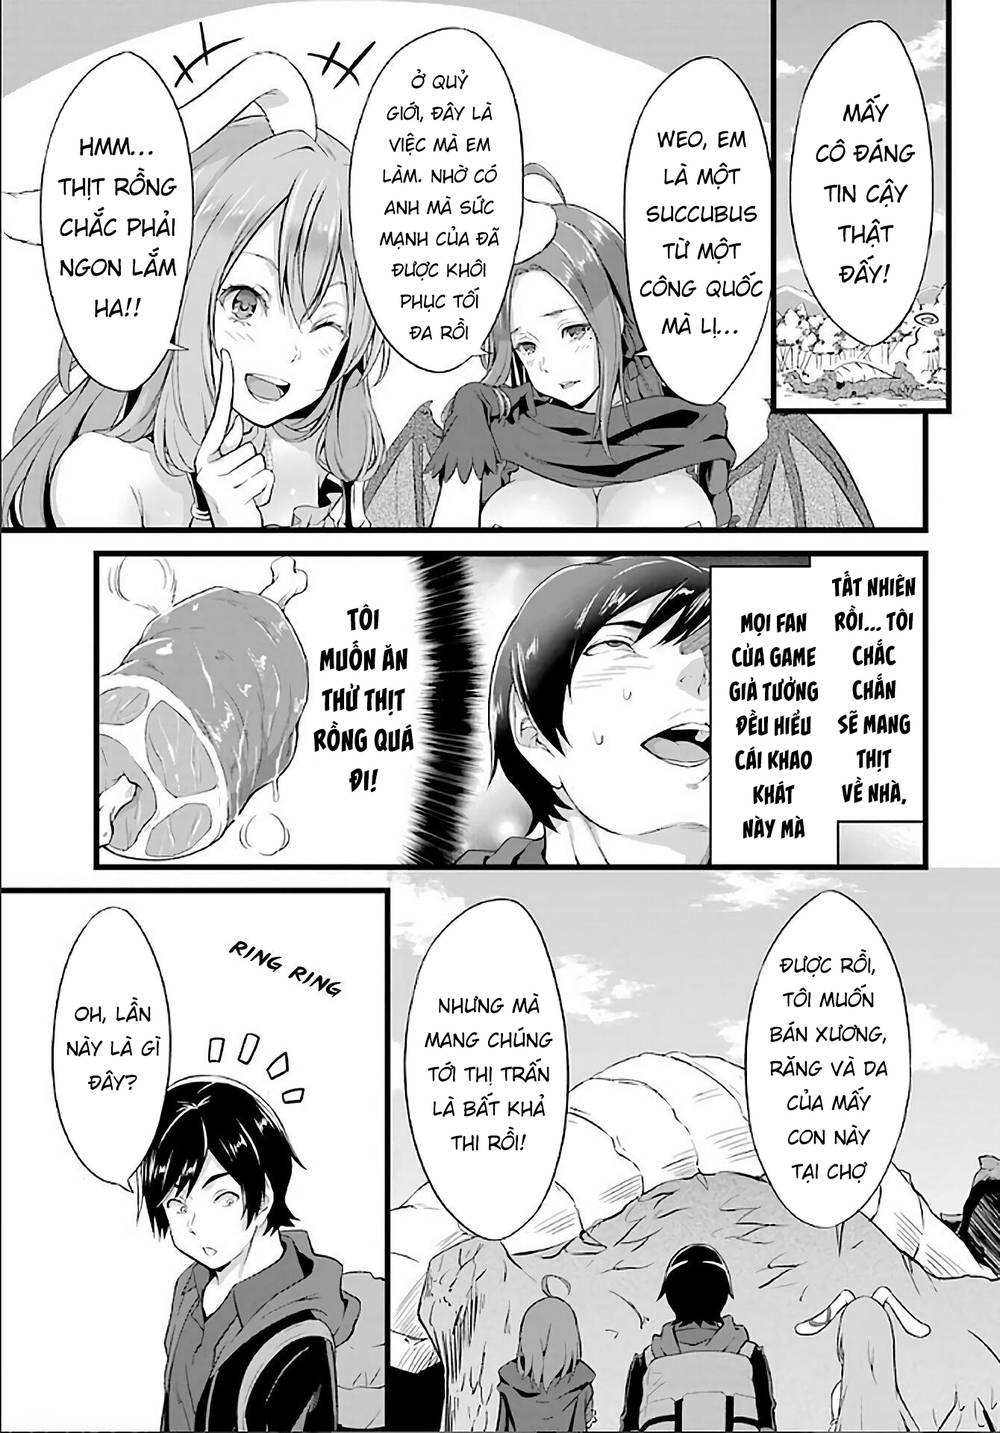 MẤY
CÔ ĐÁNG
TIN CẬY
THẬT
ĐẤY!
WEO, EM
LÀ MỘT
SUCCUBUS
TỪ MỘT
CÔNG QUỐC
MÀ LỊ...
Ở QUỶ
GIỚI, ĐÂY LÀ
VIỆC MÀ EM
LÀM. NHỜ CÓ
ANH MÀ SỨC
MẠNH CỦA ĐÃ
ĐƯỢC KHÔI
PHỤC TỐI
ĐA RỒI
HMM...
THỊT RỒNG
CHẮC PHẢI
NGON LẮM
HA!!
TẤT NHIÊN
RỒI... TÔI
CHẮC
CHẮN
SẼ MANG
THỊT
VỀ NHÀ,
MỌI FAN
CỦA GAME
GIẢ TƯỞNG
ĐỀU HIỂU
CÁI KHAO
KHÁT
NÀY MÀ
TÔI
MUỐN ĂN
THỬ THỊT
RỒNG QUÁ
ĐI!
ĐƯỢC RỒI,
TÔI MUỐN
BÁN XƯƠNG,
RĂNG VÀ DA
CỦA MẤY
CON NÀY
TẠI CHỢ
NHƯNG MÀ
MANG CHÚNG
TỚI THỊ TRẤN
LÀ BẤT KHẢ
THI RỒI!
RING RING
OH, LẦN
NÀY LÀ GÌ
ĐÂY?